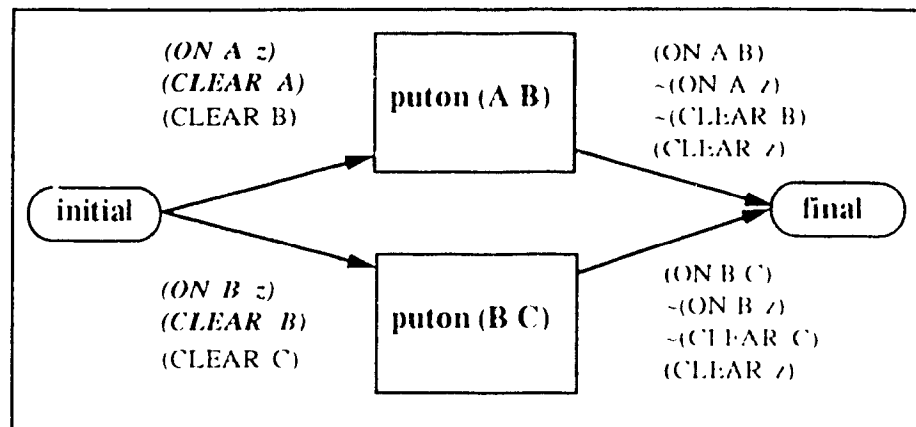 (ON A z)
(CLEAR A)
(CLEAR B)
puton (A B)
(ON A B)
~(ON A z)
~(CLEAR B)
(CLEAR z)
initial
final
(ON B z)
(CLEAR B)
(CLEAR C)
puton (B C)
(ON B C)
~(ON B z)
~(CLEAR C)
(CLEAR z)